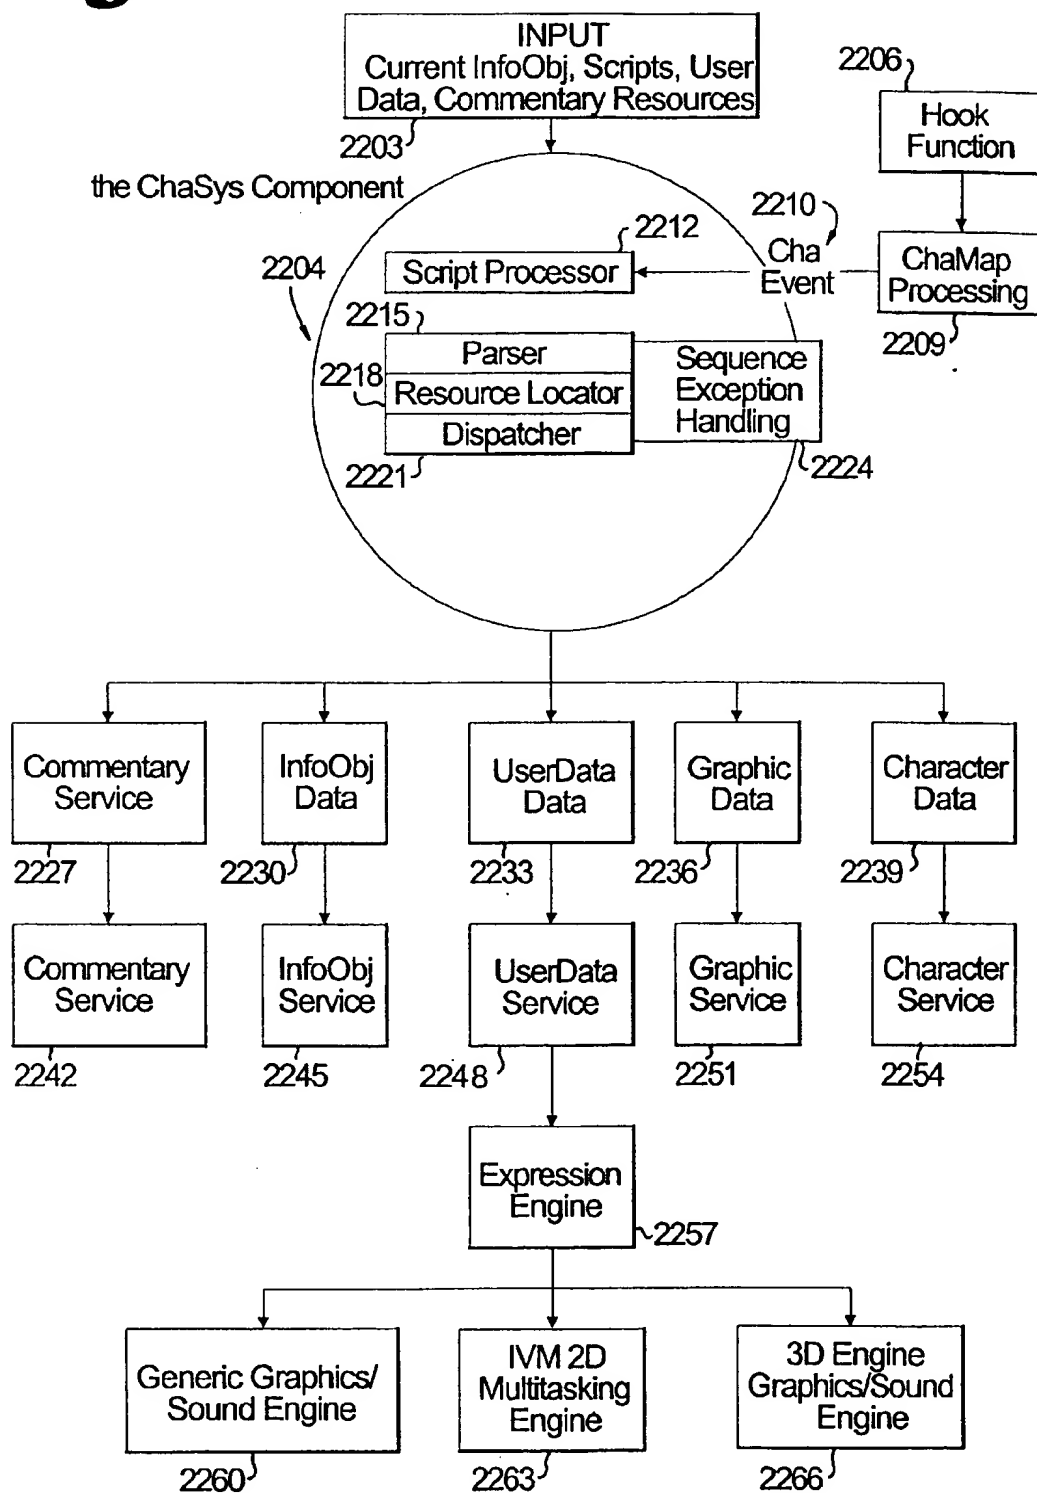 INPUT
Current InfoObj, Scripts, User
Data, Commentary Resources
2203
2206
Hook
Function
the ChaSys Component
2210
2212
Cha
Event
2204
Script Processor
ChaMap
Processing
2209
2215
Parser
2218
Resource Locator
Dispatcher
2221
Sequence
Exception
Handling
2224
Commentary
Service
2227
InfoObj
Data
2230
UserData
Data
2233
Graphic
Data
2236
Character
Data
2239
Commentary
Service
2242
InfoObj
Service
2245
UserData
Service
2248
Graphic
Service
2251
Character
Service
2254
Expression
Engine
2257
Generic Graphics/
Sound Engine
2260
IVM 2D
Multitasking
Engine
2263
3D Engine
Graphics/Sound
Engine
2266